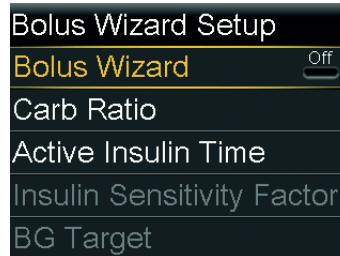 Bolus Wizard Setup
Bolus Wizard Off
Carb Ratio
Active Insulin Time
Insulin Sensitivity Factor
BG Target